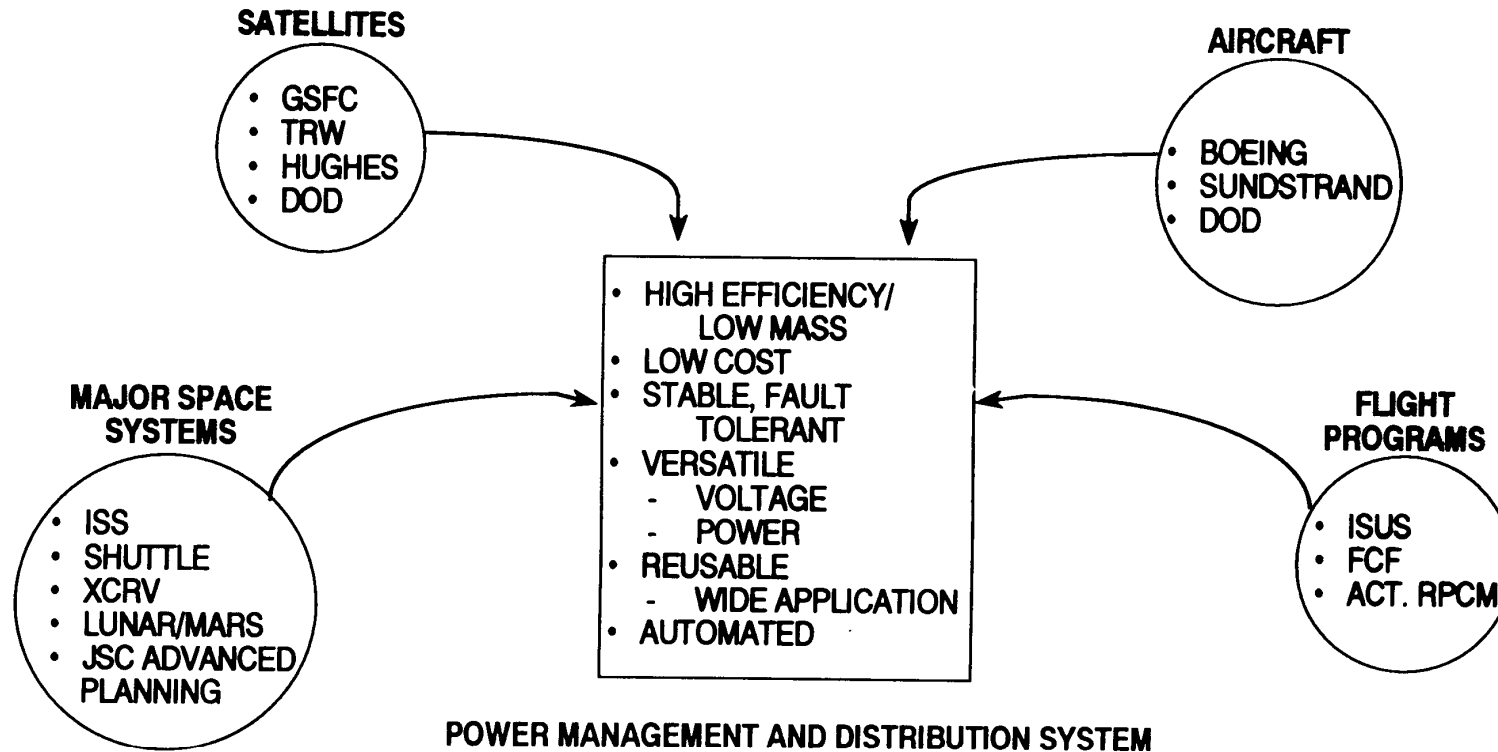 SATELLITES
• GSFC
• TRW
• HUGHES
• DOD
AIRCRAFT
• BOEING
• SUNDSTRAND
• DOD
• HIGH EFFICIENCY/
LOW MASS
• LOW COST
• STABLE, FAULT
TOLERANT
• VERSATILE
- VOLTAGE
- POWER
• REUSABLE
- WIDE APPLICATION
• AUTOMATED
MAJOR SPACE
SYSTEMS
• ISS
• SHUTTLE
• XCRV
• LUNAR/MARS
• JSC ADVANCED
PLANNING
FLIGHT
PROGRAMS
• ISUS
• FCF
• ACT. RPCM
POWER MANAGEMENT AND DISTRIBUTION SYSTEM